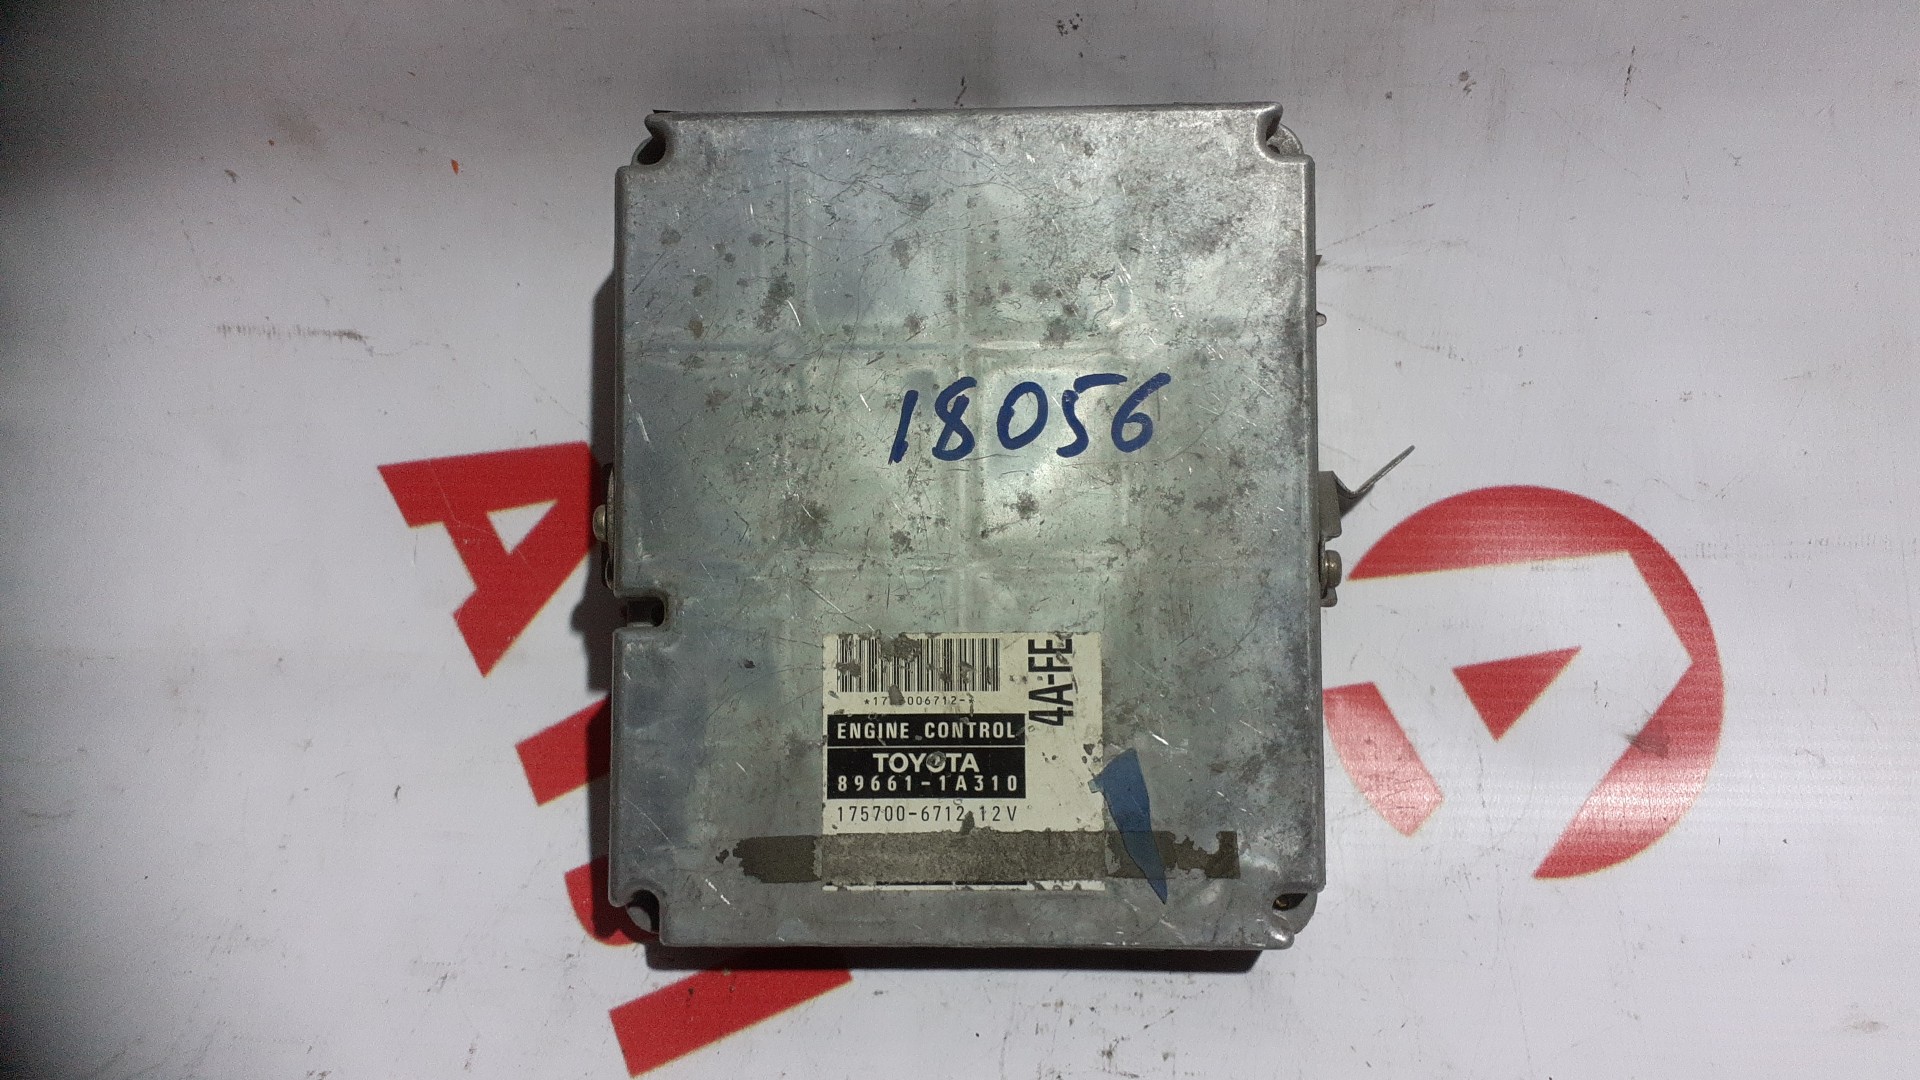 18056
4A-FE
ENGINE CONTROL
TOYOTA
89661-1A310
175700-6712 12V